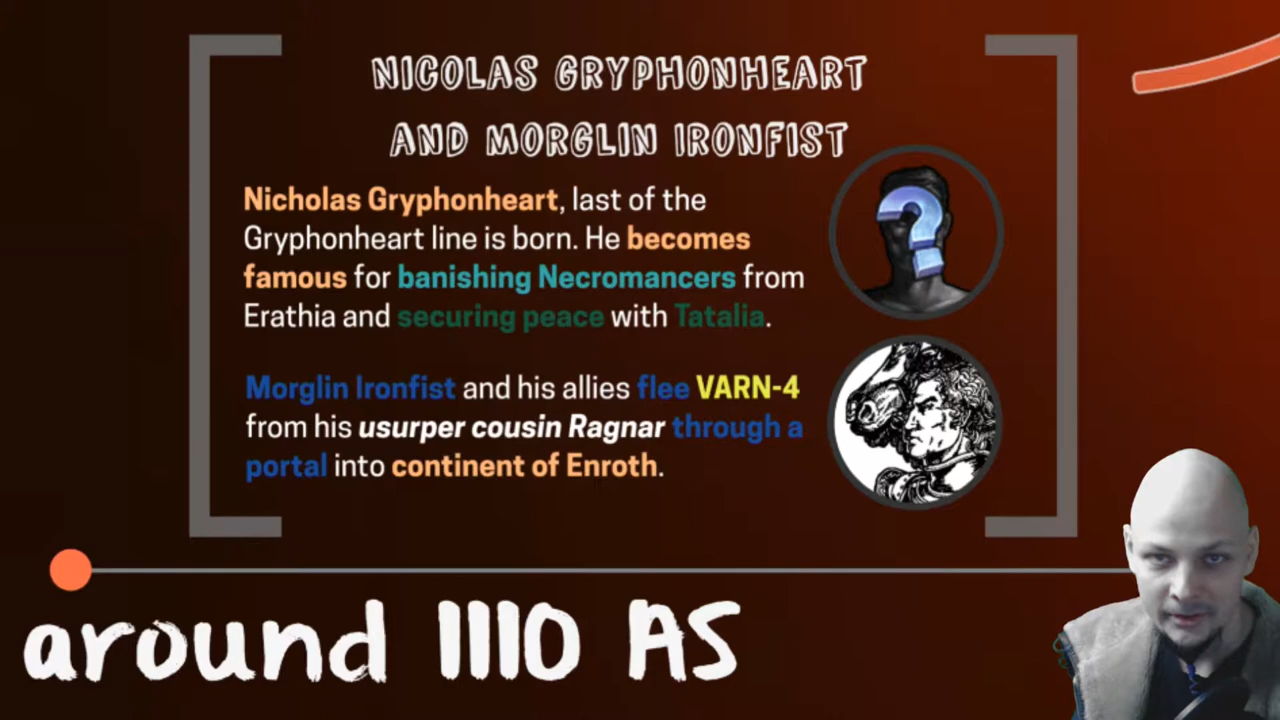 NICOLAS GRYPHONHEART
AND MORGLIN IRONFIST
Nicholas Gryphonheart, last of the
Gryphonheart line is born. He becomes
famous for banishing Necromancers from
Erathia and securing peace with Tatalia.
Morglin Ironfist and his allies flee VARN-4
from his usurper cousin Ragnar through a
portal into continent of Enroth.
around 1110 AS